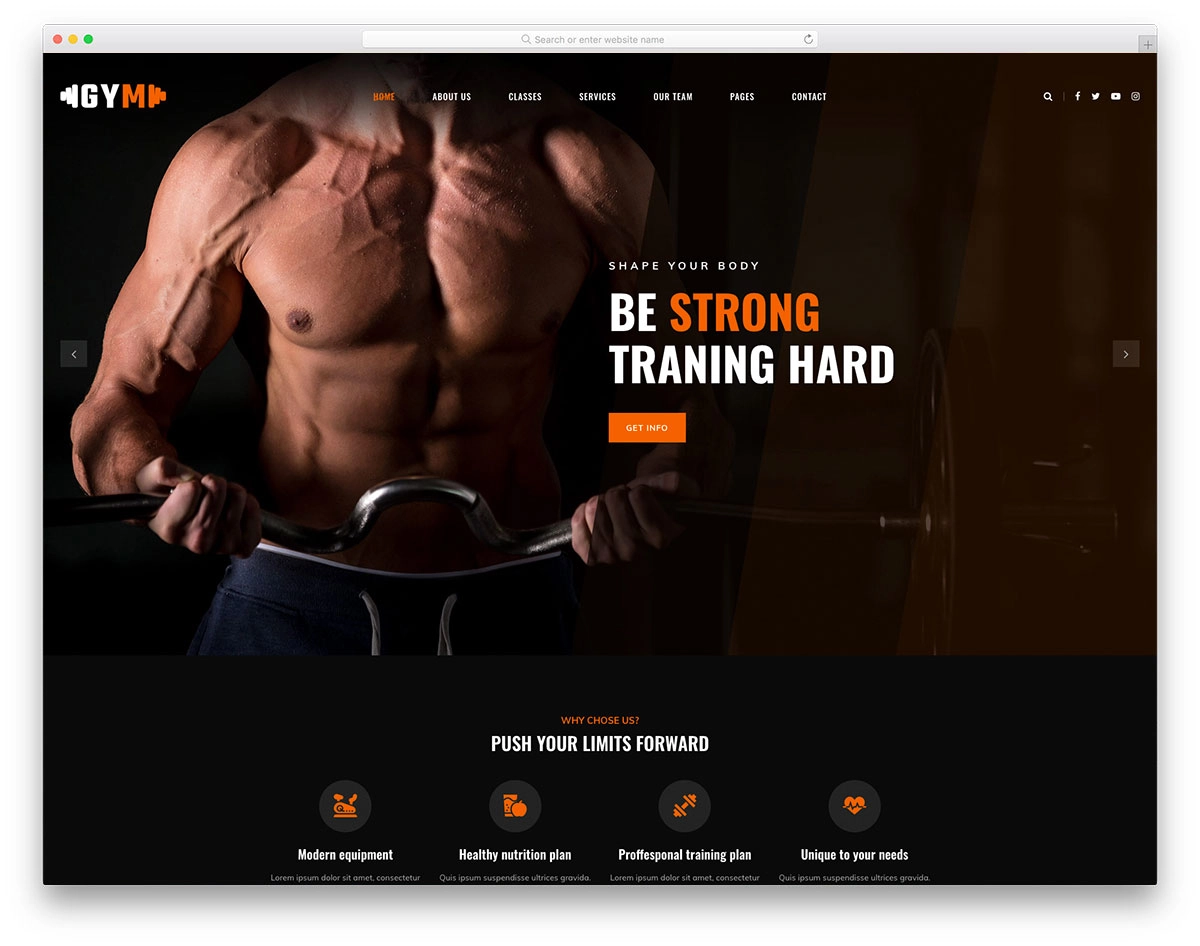 Search or enter website name
GYM
HOME ABOUT US CLASSES SERVICES OUR TEAM PAGES CONTACT
SHAPE YOUR BODY
BE STRONG
TRANING HARD
GET INFO
WHY CHOSE US?
PUSH YOUR LIMITS FORWARD
Modern equipment Healthy nutrition plan Proffesponal training plan Unique to your needs
Lorem ipsum dolor sit amet, consectetur Quis ipsum suspendisse ultrices gravida. Lorem ipsum dolor sit amet, consectetur Quis ipsum suspendisse ultrices gravida.